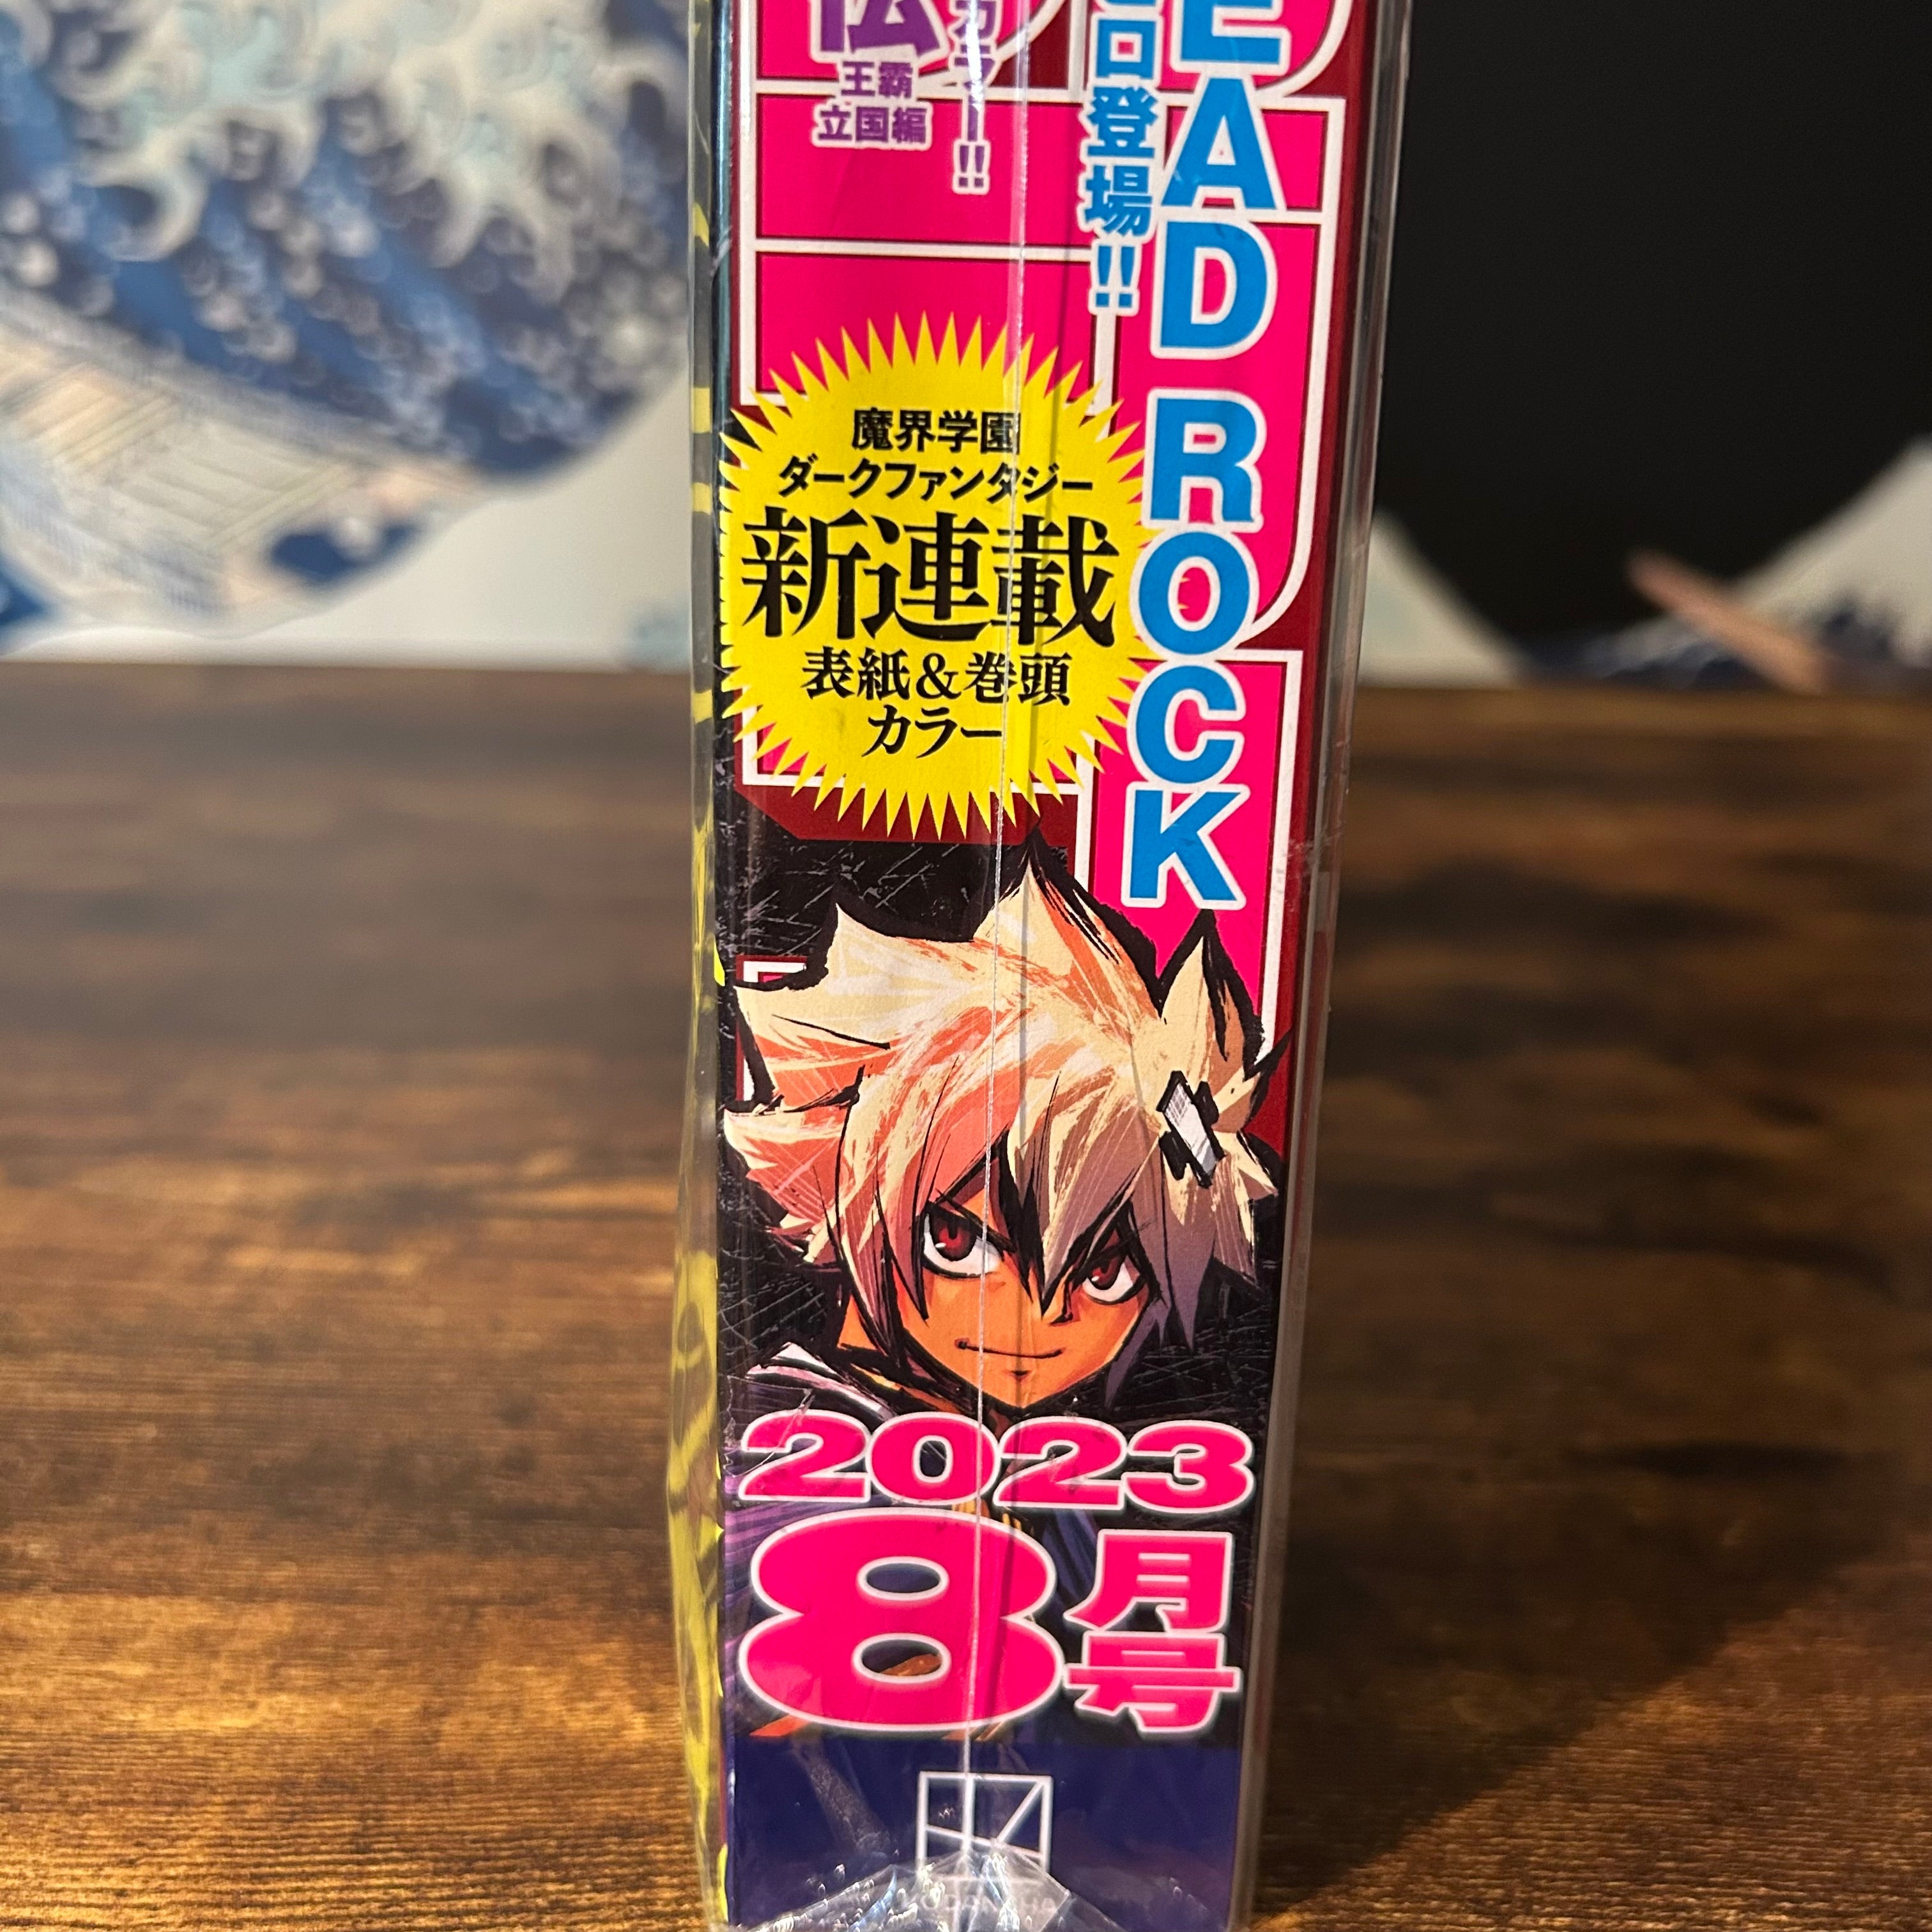 EAD ROCK
ロ登場!!
カラー!!
伝
王覇
立国編
魔界学園
ダークファンタジー
新連載
表紙&巻頭
カラー
2023
8月号